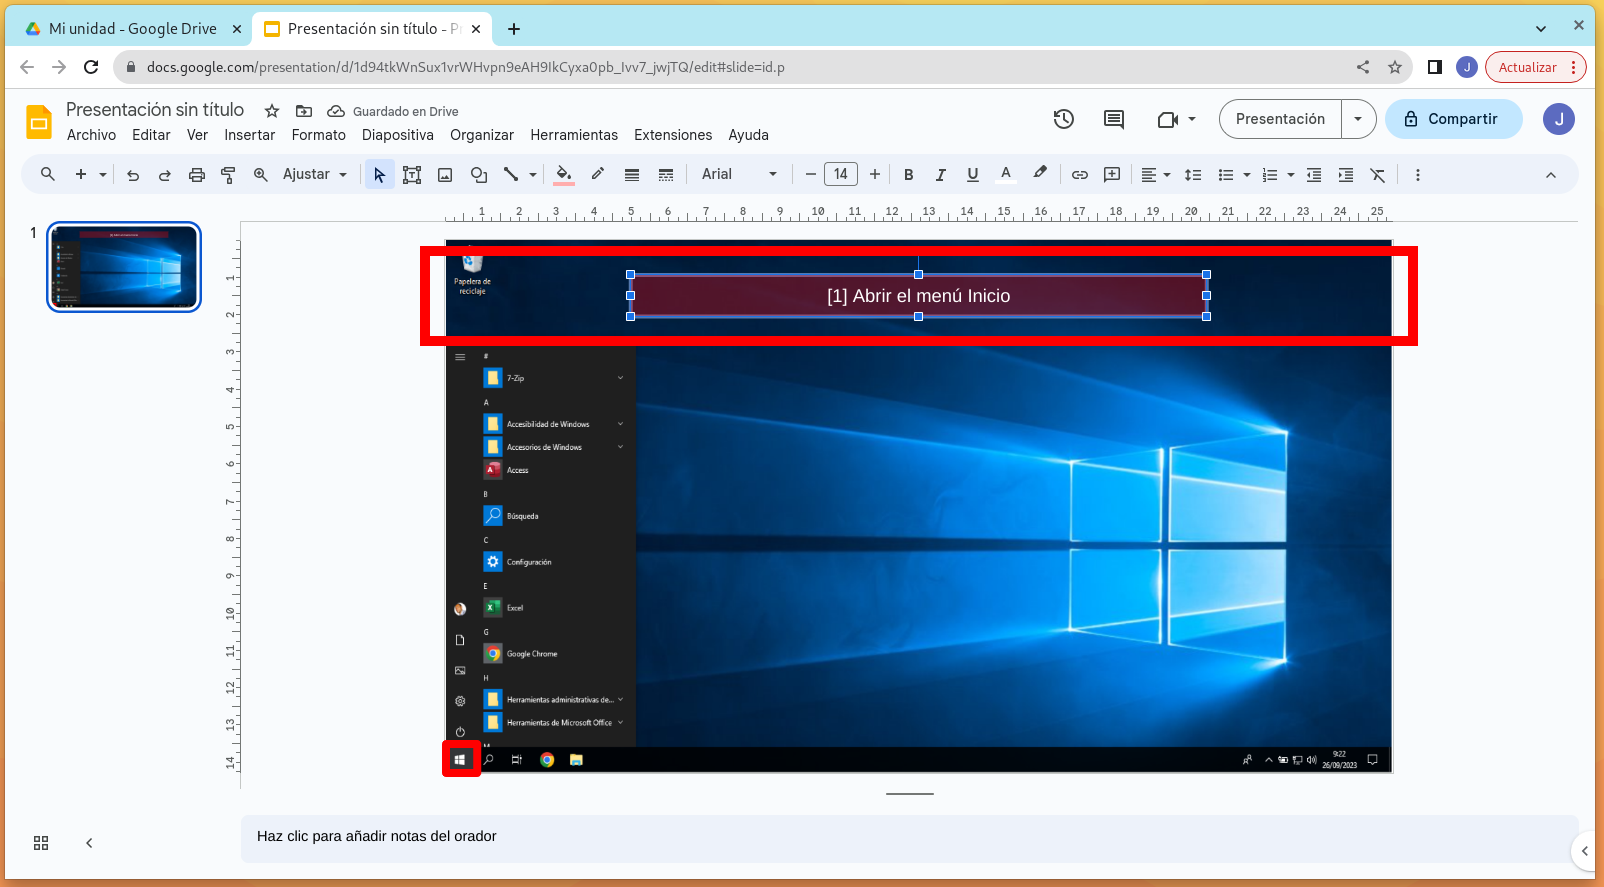 Mi unidad - Google Drive
Presentación sin título - P
docs.google.com/presentation/d/1d94tkWnSux1vrWHvpn9eAH9IkCyxa0pb_Ivv7_jwjTQ/edit#slide=id.p
J
Actualizar
Presentación sin título
Guardado en Drive
Archivo Editar Ver Insertar Formato Diapositiva Organizar Herramientas Extensiones Ayuda
Presentación
Compartir
J
Ajustar
Arial
14
B I U A
1 2 3 4 5 6 7 8 9 10 11 12 13 14 15 16 17 18 19 20 21 22 23 24 25
1
1 2 3 4 5 6 7 8 9 10 11 12 13 14
Papelera de
reciclaje
[1] Abrir el menú Inicio
#
7-Zip
A
Accesibilidad de Windows
Accesorios de Windows
Access
B
Búsqueda
C
Configuración
E
Excel
G
Google Chrome
H
Herramientas administrativas de...
Herramientas de Microsoft Office
M
9:22
26/09/2023
Haz clic para añadir notas del orador